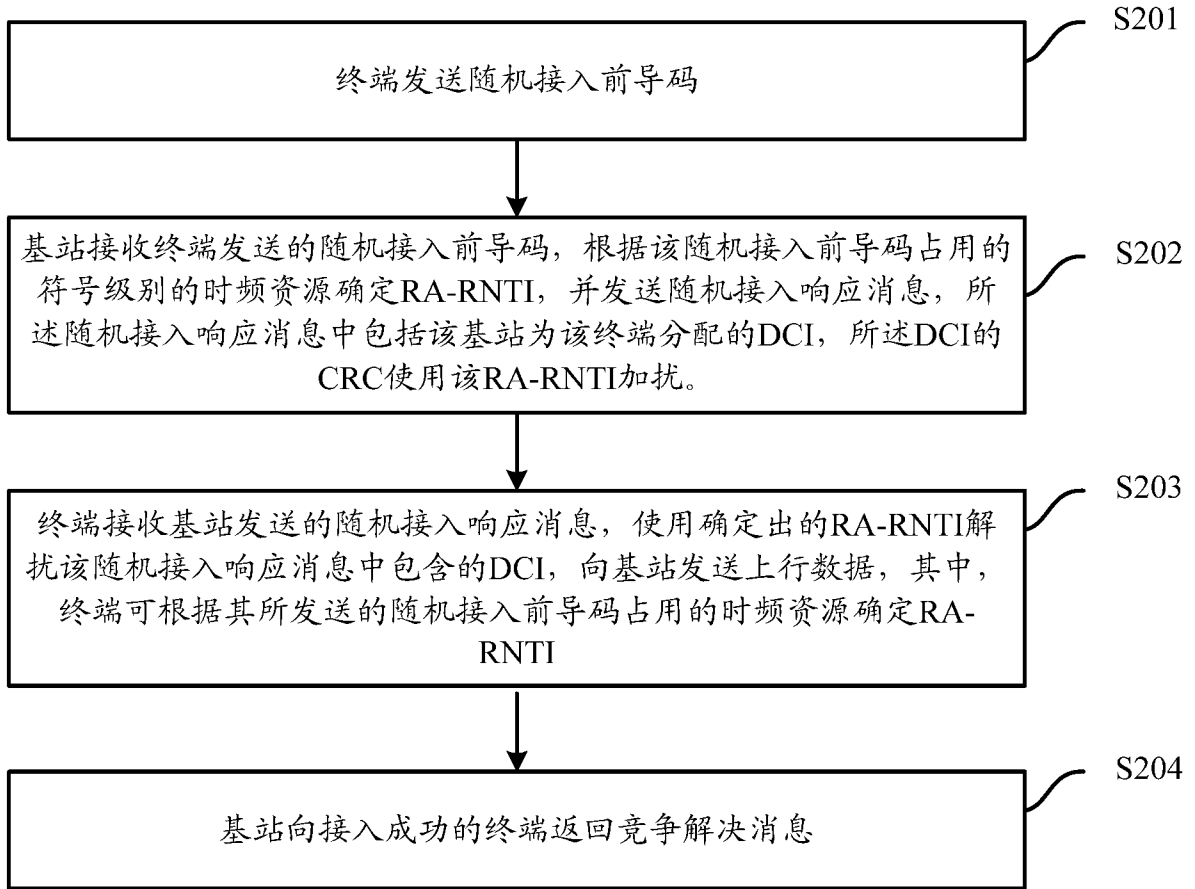 S201
终端发送随机接入前导码
基站接收终端发送的随机接入前导码，根据该随机接入前导码占用的
符号级别的时频资源确定RA-RNTI，并发送随机接入响应消息，所
述随机接入响应消息中包括该基站为该终端分配的DCI，所述DCI的
CRC使用该RA-RNTI加扰。
S202
终端接收基站发送的随机接入响应消息，使用确定出的RA-RNTI解
扰该随机接入响应消息中包含的DCI，向基站发送上行数据，其中，
终端可根据其所发送的随机接入前导码占用的时频资源确定RA-
RNTI
S203
基站向接入成功的终端返回竞争解决消息
S204